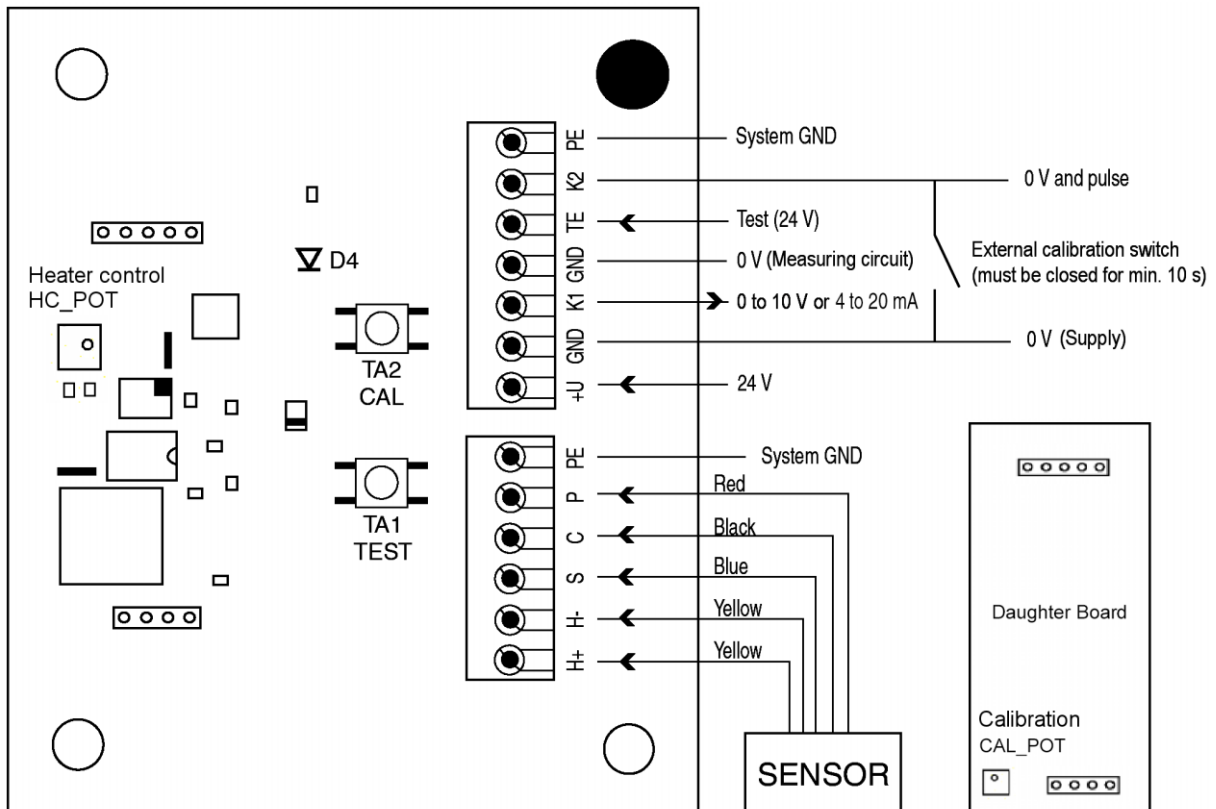 PE
System GND
K2
0 V and pulse
TE
Test (24 V)
GND
0 V (Measuring circuit)
External calibration switch
(must be closed for min. 10 s)
K1
0 to 10 V or 4 to 20 mA
GND
0 V (Supply)
+U
24 V
D4
Heater control
HC_POT
TA2
CAL
TA1
TEST
PE
System GND
P
Red
C
Black
S
Blue
H-
Yellow
H+
Yellow
SENSOR
Daughter Board
Calibration
CAL_POT